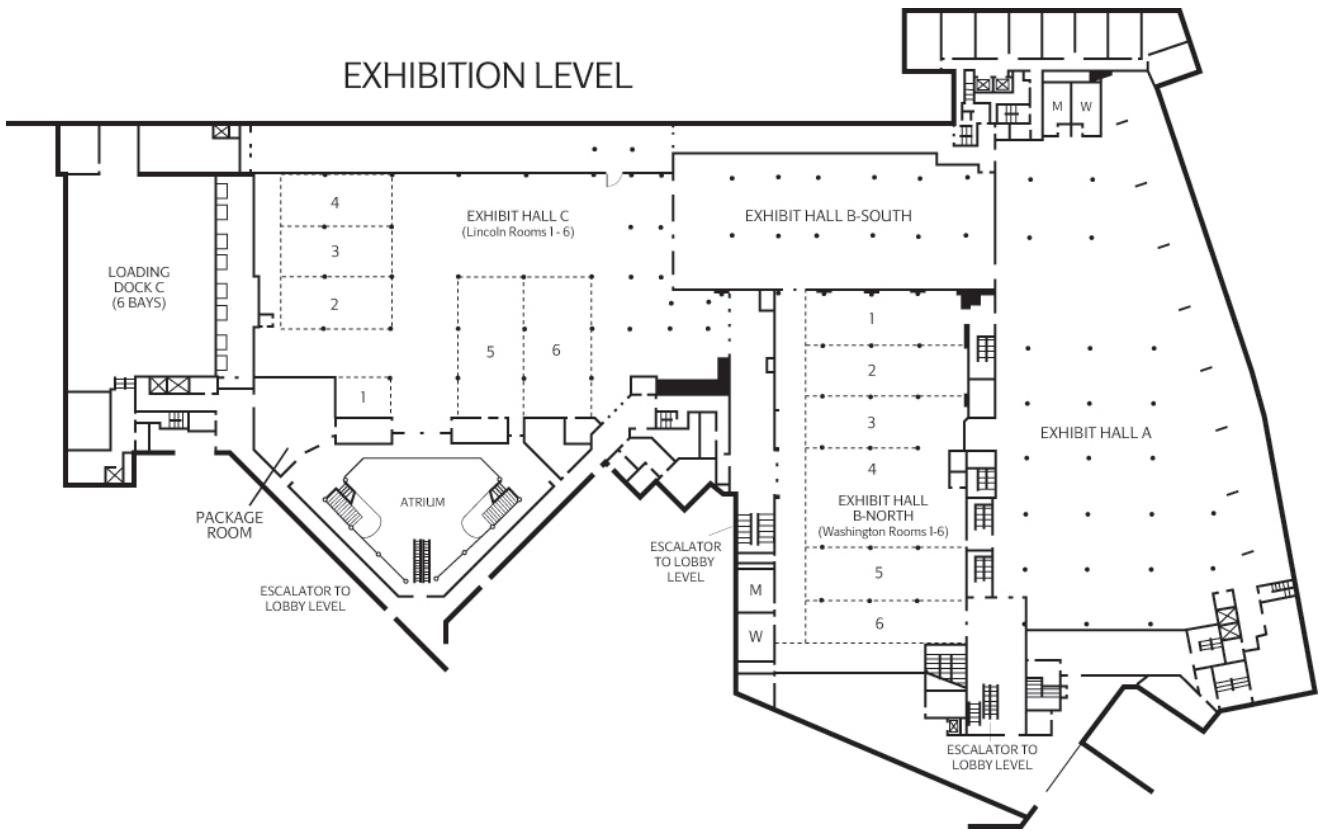 EXHIBITION LEVEL
M W
4
EXHIBIT HALL C
(Lincoln Rooms 1 - 6)
EXHIBIT HALL B-SOUTH
3
LOADING
DOCK C
(6 BAYS)
2
1
5
6
1
2
3
4
EXHIBIT HALL A
EXHIBIT HALL
B-NORTH
(Washington Rooms 1-6)
5
6
ATRIUM
PACKAGE
ROOM
ESCALATOR TO
LOBBY LEVEL
ESCALATOR
TO LOBBY
LEVEL
M
W
ESCALATOR TO
LOBBY LEVEL